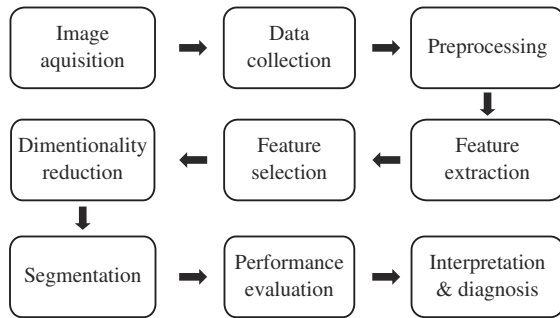 Image
aquisition
Data
collection
Preprocessing
Feature
extraction
Feature
selection
Dimentionality
reduction
Segmentation
Performance
evaluation
Interpretation
& diagnosis